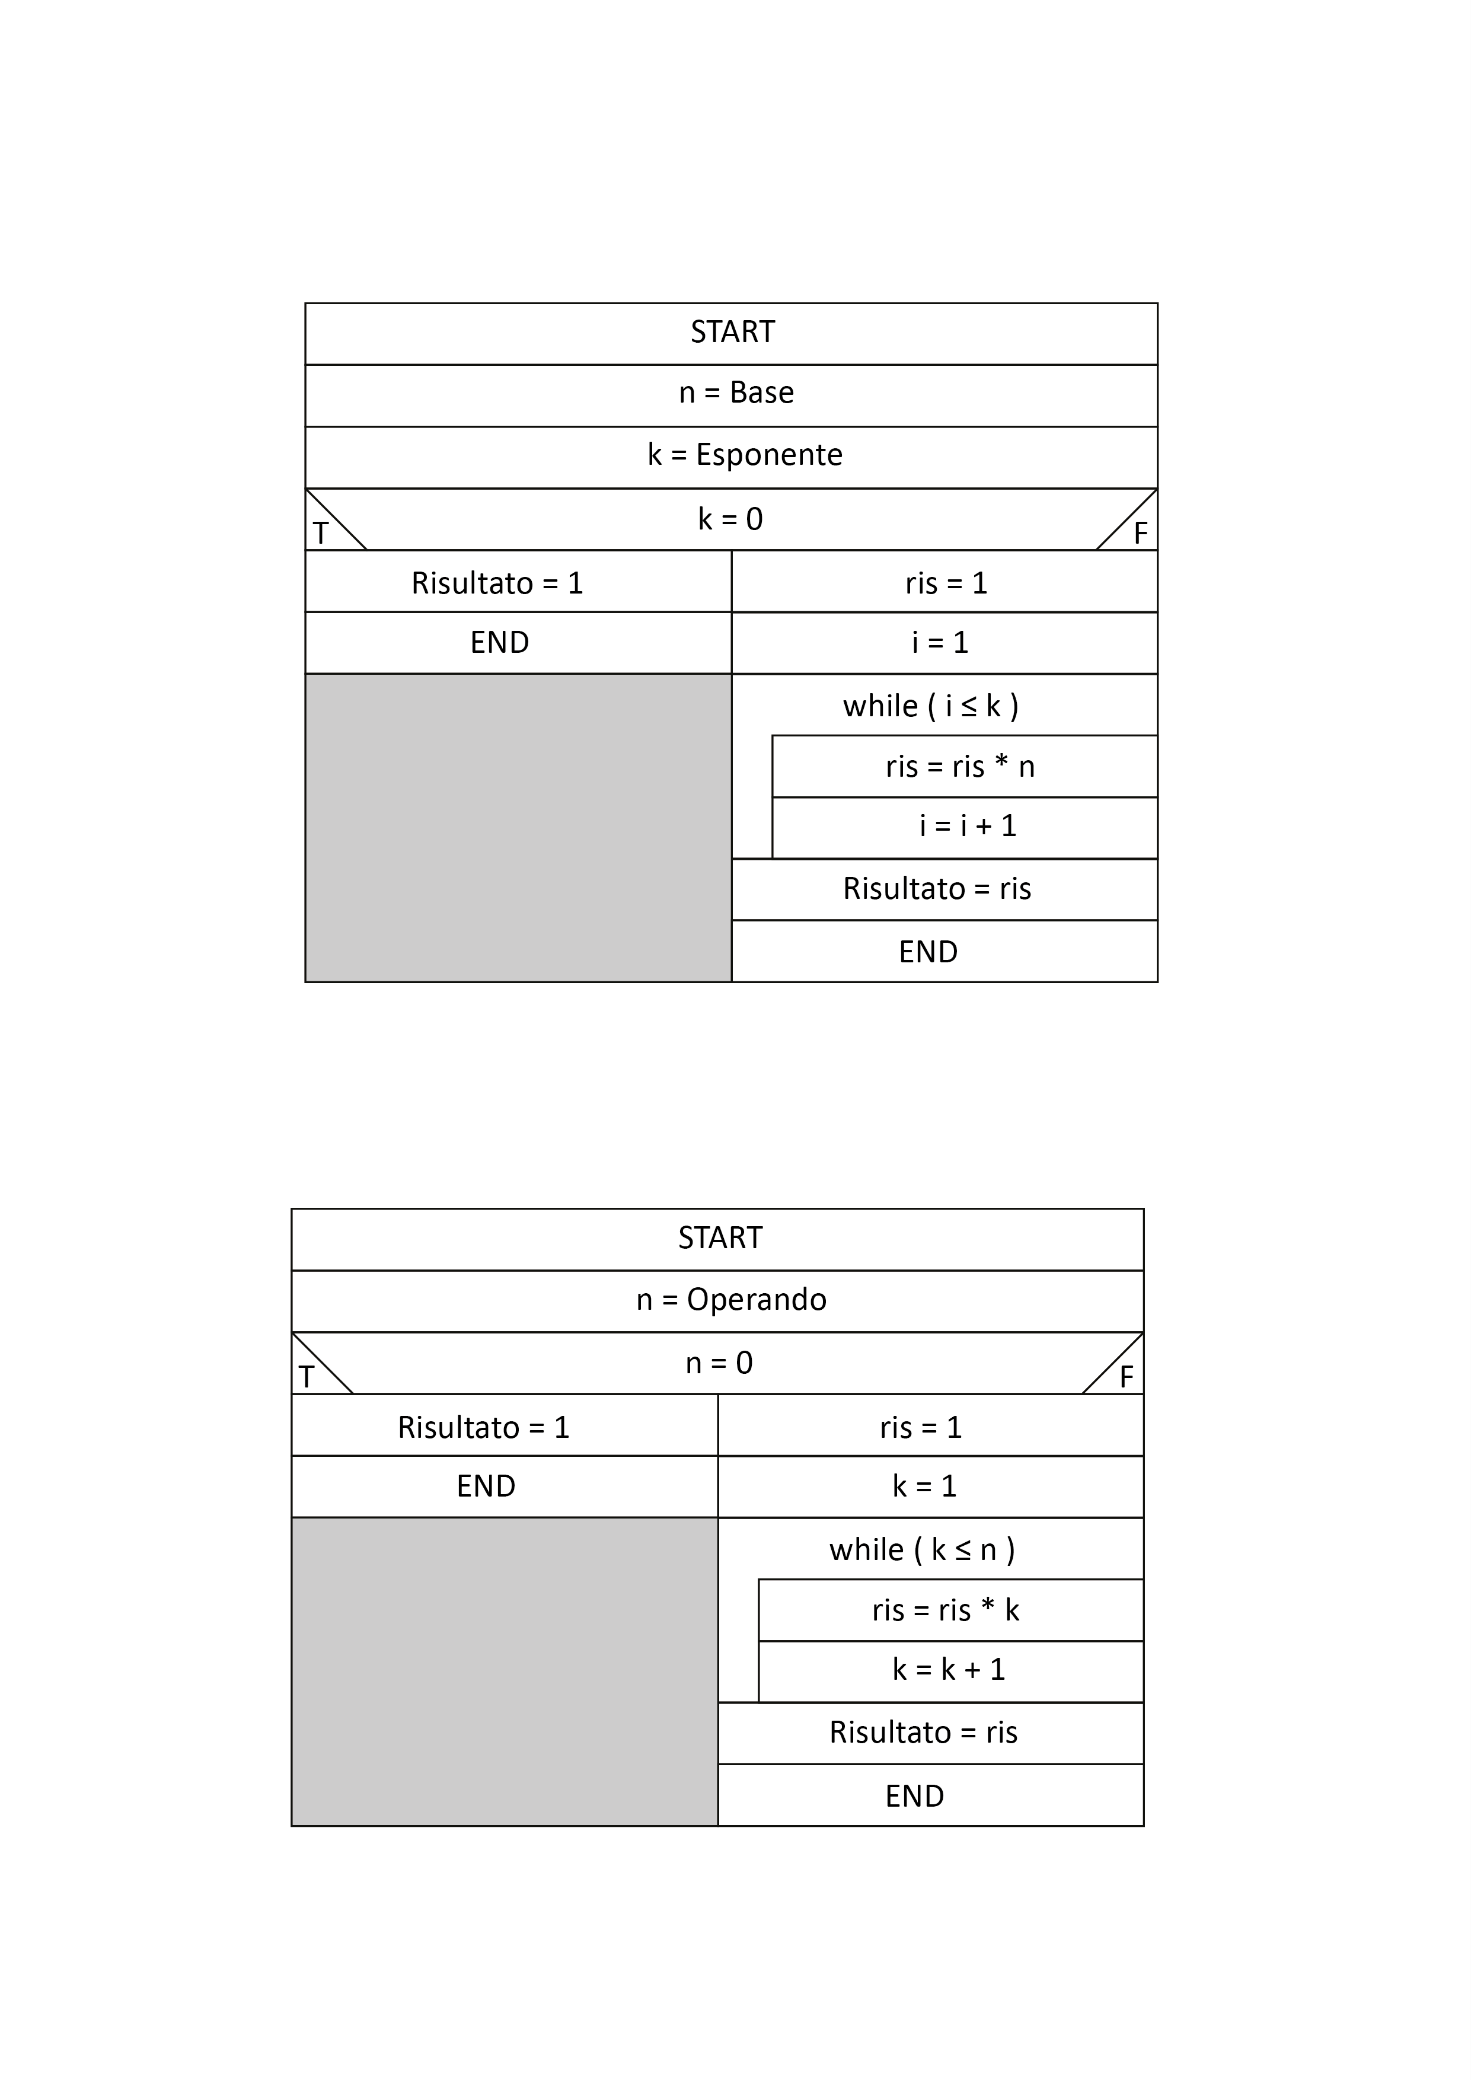 START
n = Base
k = Esponente
T
k = 0
F
Risultato = 1
ris = 1
END
i = 1
while ( i ≤ k )
ris = ris * n
i = i + 1
Risultato = ris
END
START
n = Operando
T
n = 0
F
Risultato = 1
ris = 1
END
k = 1
while ( k ≤ n )
ris = ris * k
k = k + 1
Risultato = ris
END